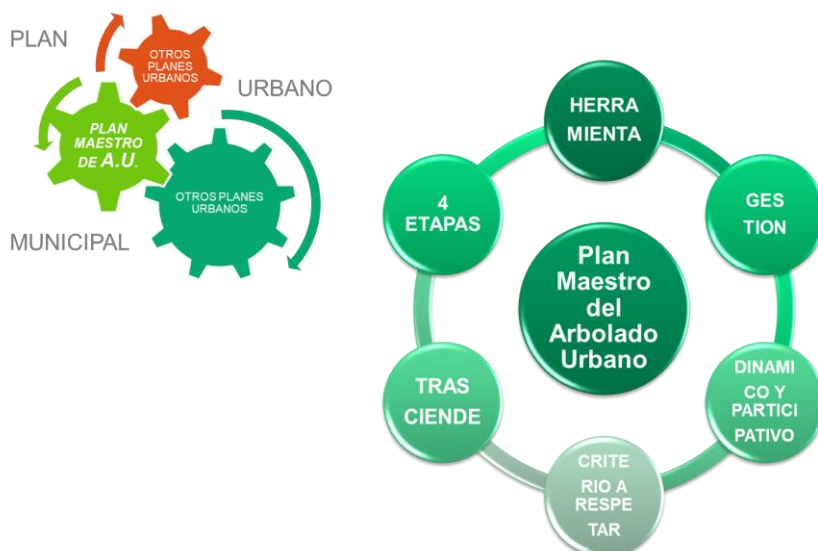 PLAN
URBANO
MUNICIPAL
OTROS
PLANES
URBANOS
PLAN
MAESTRO
DE A.U.
OTROS PLANES
URBANOS
HERRA
MIENTA
GES
TION
DINAMI
CO Y
PARTICI
PATIVO
CRITE
RIO A
RESPE
TAR
TRAS
CIENDE
4
ETAPAS
Plan
Maestro
del
Arbolado
Urbano